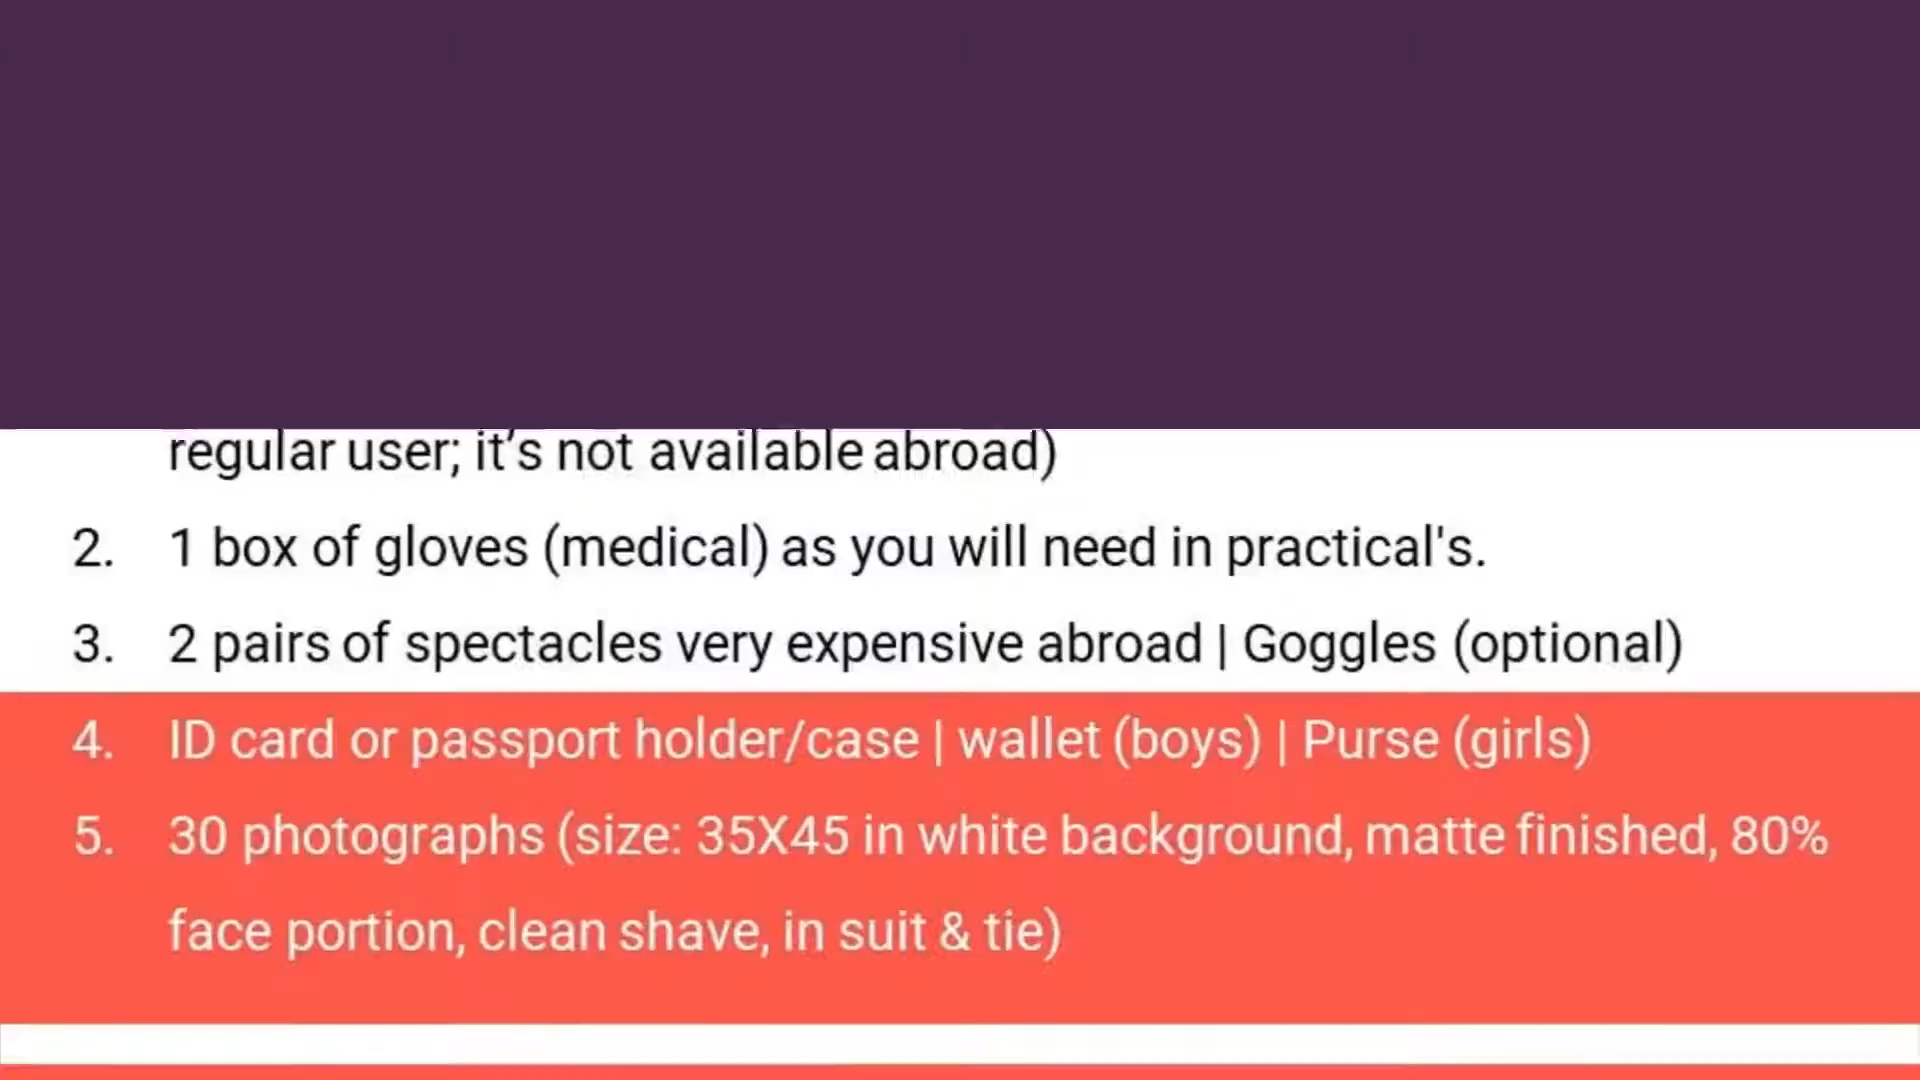 regular user; it's not available abroad)
2. 1 box of gloves (medical) as you will need in practical's.
3. 2 pairs of spectacles very expensive abroad | Goggles (optional)
4. ID card or passport holder/case | wallet (boys) | Purse (girls)
5. 30 photographs (size: 35X45 in white background, matte finished, 80%
face portion, clean shave, in suit & tie)